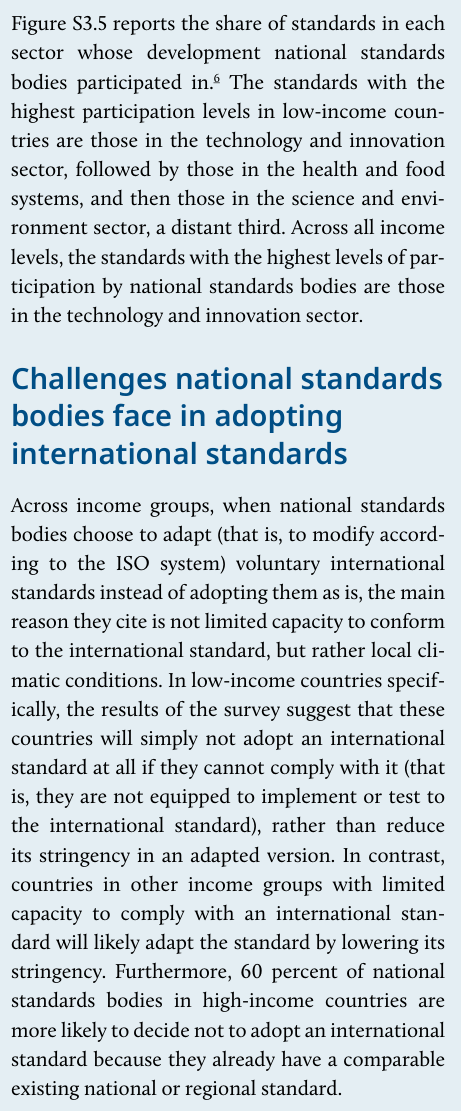 Figure S3.5 reports the share of standards in each
sector whose development national standards
bodies participated in.6 The standards with the
highest participation levels in low-income coun-
tries are those in the technology and innovation
sector, followed by those in the health and food
systems, and then those in the science and envi-
ronment sector, a distant third. Across all income
levels, the standards with the highest levels of par-
ticipation by national standards bodies are those
in the technology and innovation sector.
Challenges national standards
bodies face in adopting
international standards
Across income groups, when national standards
bodies choose to adapt (that is, to modify accord-
ing to the ISO system) voluntary international
standards instead of adopting them as is, the main
reason they cite is not limited capacity to conform
to the international standard, but rather local cli-
matic conditions. In low-income countries specif-
ically, the results of the survey suggest that these
countries will simply not adopt an international
standard at all if they cannot comply with it (that
is, they are not equipped to implement or test to
the international standard), rather than reduce
its stringency in an adapted version. In contrast,
countries in other income groups with limited
capacity to comply with an international stan-
dard will likely adapt the standard by lowering its
stringency. Furthermore, 60 percent of national
standards bodies in high-income countries are
more likely to decide not to adopt an international
standard because they already have a comparable
existing national or regional standard.